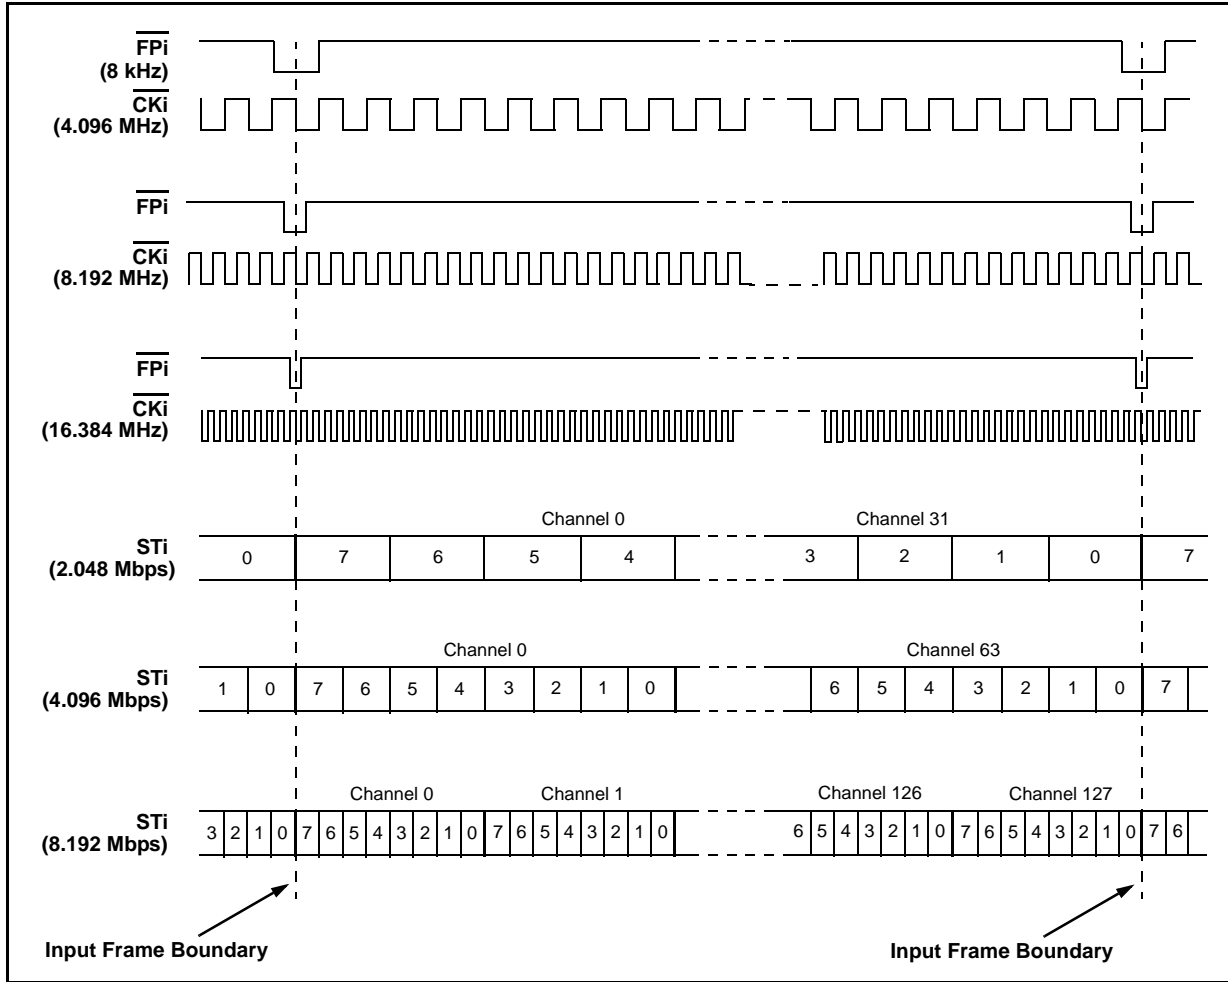 FPi
(8 kHz)
CKi
(4.096 MHz)
FPi
CKi
(8.192 MHz)
FPi
CKi
(16.384 MHz)
Channel 0 Channel 31
STi
(2.048 Mbps)
0 7 6 5 4 3 2 1 0 7
Channel 0 Channel 63
STi
(4.096 Mbps)
1 0 7 6 5 4 3 2 1 0 6 5 4 3 2 1 0 7
Channel 0 Channel 1 Channel 126 Channel 127
STi
(8.192 Mbps)
3 2 1 0 7 6 5 4 3 2 1 0 7 6 5 4 3 2 1 0 6 5 4 3 2 1 0 7 6 5 4 3 2 1 0 7 6
Input Frame Boundary Input Frame Boundary